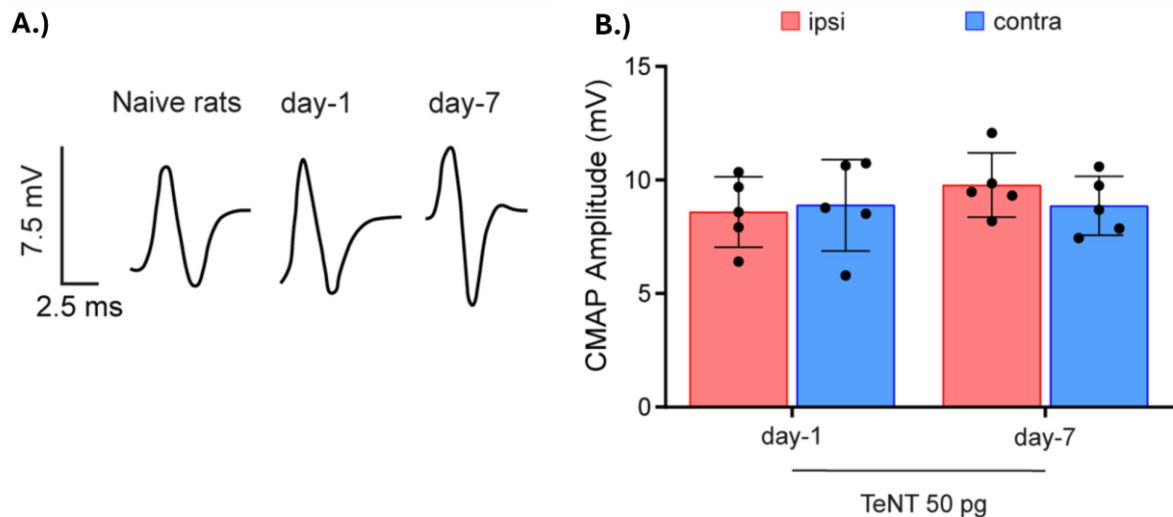 A.)
Naive rats day-1 day-7
7.5 mV
2.5 ms
B.)
ipsi contra
CMAP Amplitude (mV)
15
10
5
0
day-1 day-7
TeNT 50 pg